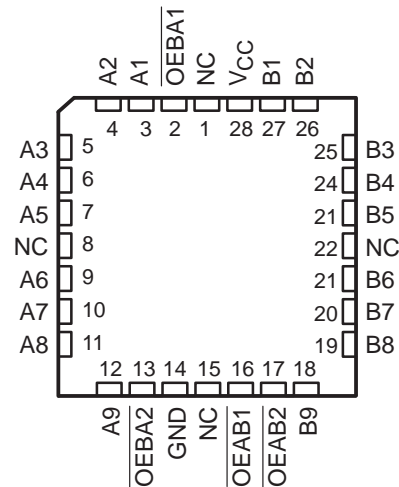 A2 A1 OEBA1 NC VCC B1 B2
4 3 2 1 28 27 26
A3 5 25 B3
A4 6 24 B4
A5 7 21 B5
NC 8 22 NC
A6 9 21 B6
A7 10 20 B7
A8 11 19 B8
12 13 14 15 16 17 18
A9 OEBA2 GND NC OEAB1 OEAB2 B9